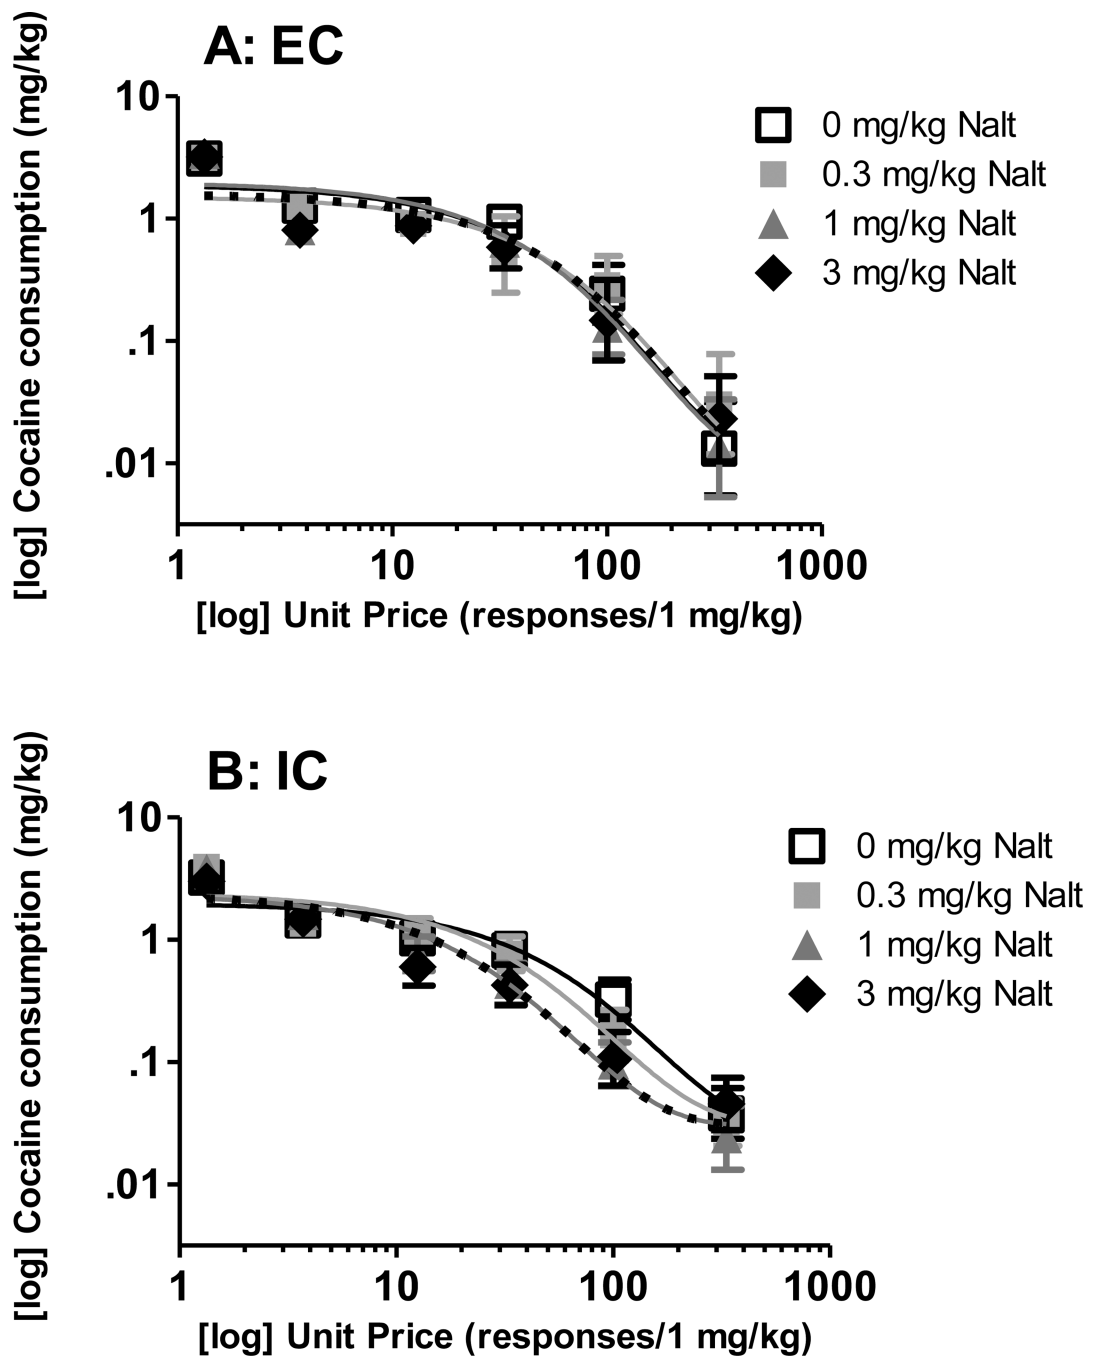 A: EC
[log] Cocaine consumption (mg/kg)
10
1
.1
.01
1 10 100 1000
[log] Unit Price (responses/1 mg/kg)
0 mg/kg Nalt
0.3 mg/kg Nalt
1 mg/kg Nalt
3 mg/kg Nalt
B: IC
[log] Cocaine consumption (mg/kg)
10
1
.1
.01
1 10 100 1000
[log] Unit Price (responses/1 mg/kg)
0 mg/kg Nalt
0.3 mg/kg Nalt
1 mg/kg Nalt
3 mg/kg Nalt